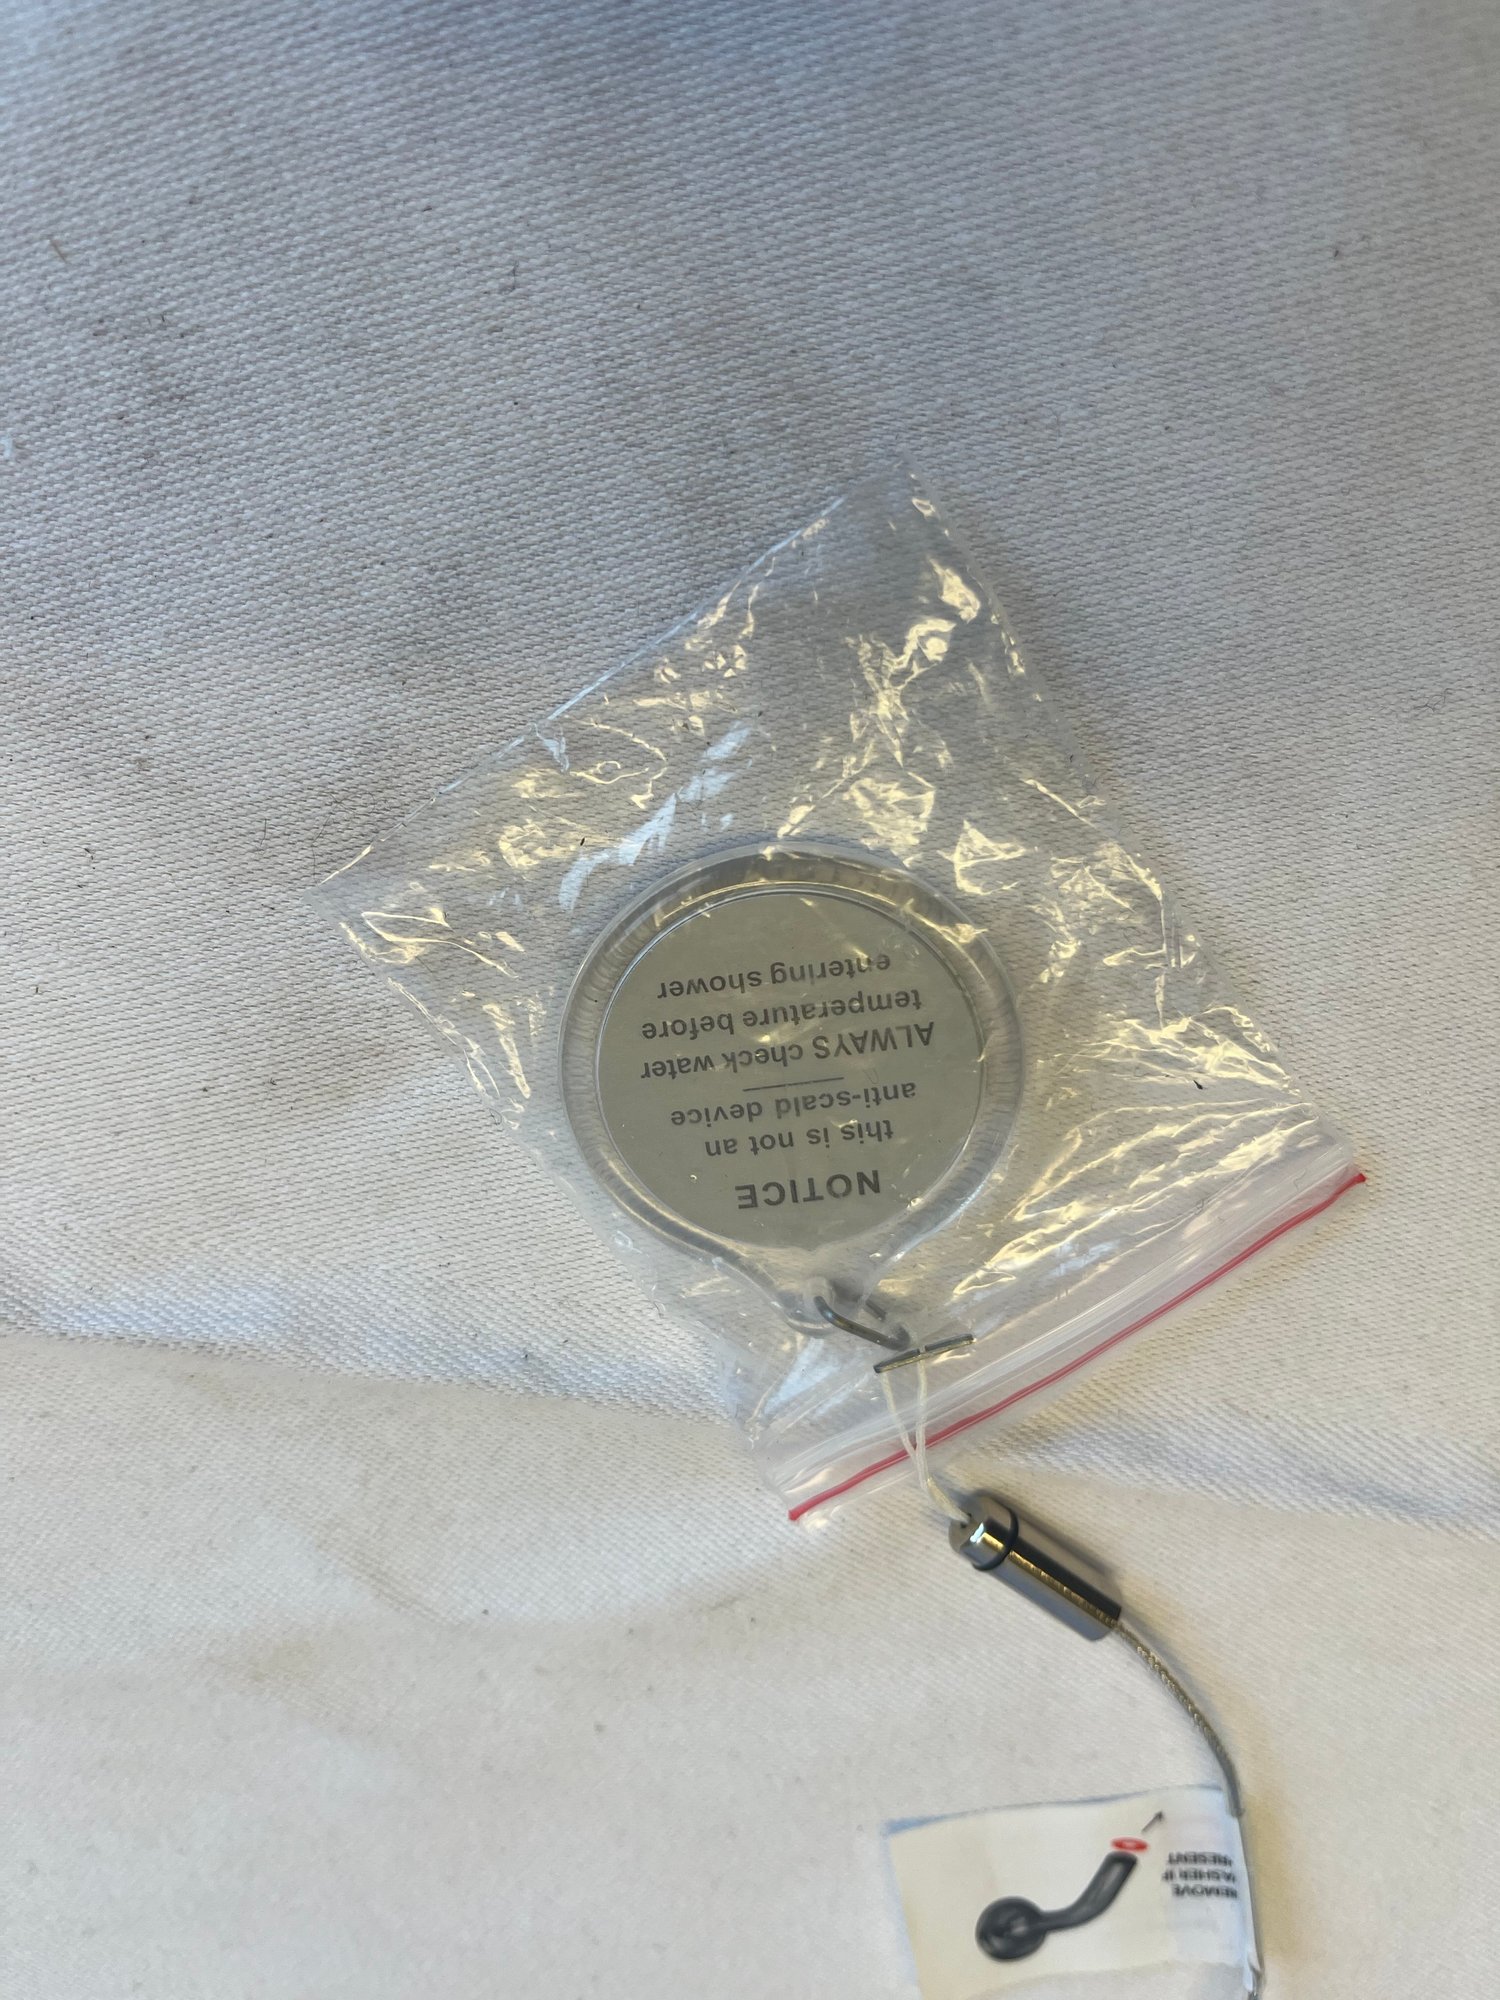 NOTICE
this is not an
anti-scald device
ALWAYS check water
temperature before
entering shower
REMOVE
WASHER IF
PRESENT